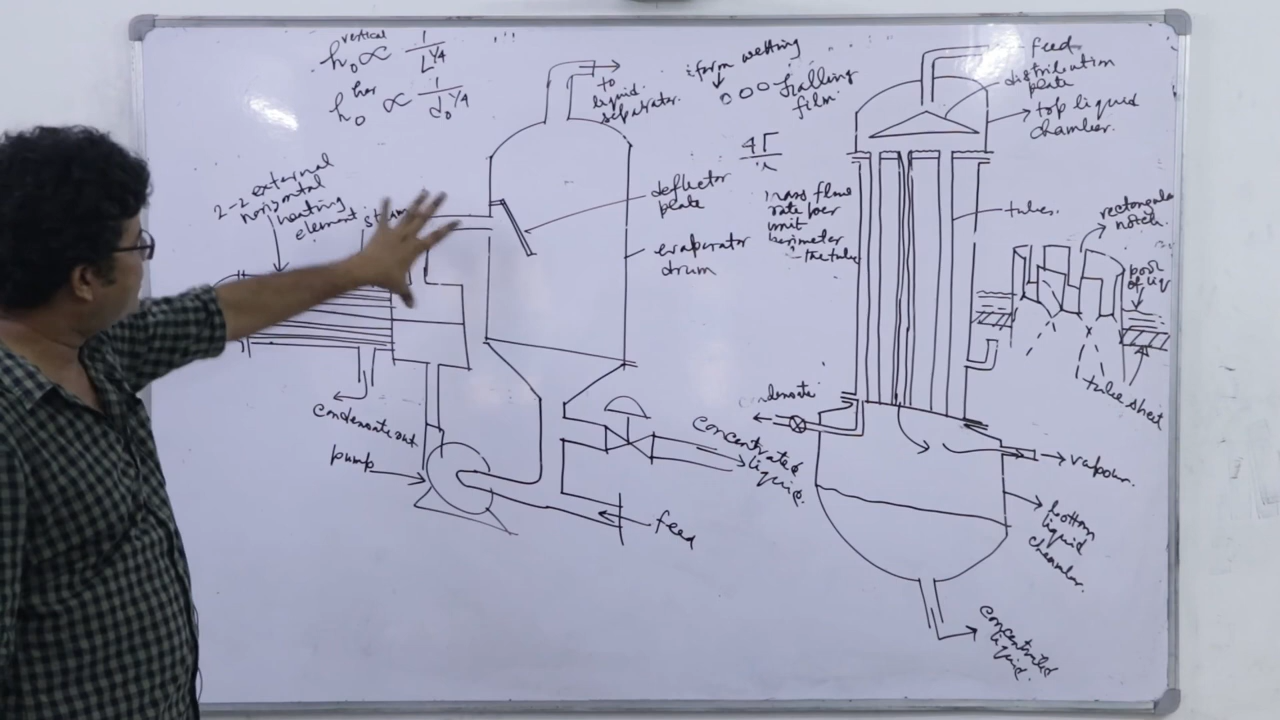 vertical
h₀ ∝ 1/L^1/4
h₀ hor ∝ 1/d₀^1/4
to
liquid
separator.
2-2 external
horizontal
heating
element
deflector
plate
evaporator
drum
condensate out
pump
concentrated
liquid.
feed
wetting
falling
film
4Γ
mass flow
rate per
unit
perimeter
the tube
feed
distribution
plate
top liquid
chamber.
tubes.
rectangular
notch
pool
of liq
tube sheet
vapour.
bottom
liquid
chamber.
concentrated
liquid.